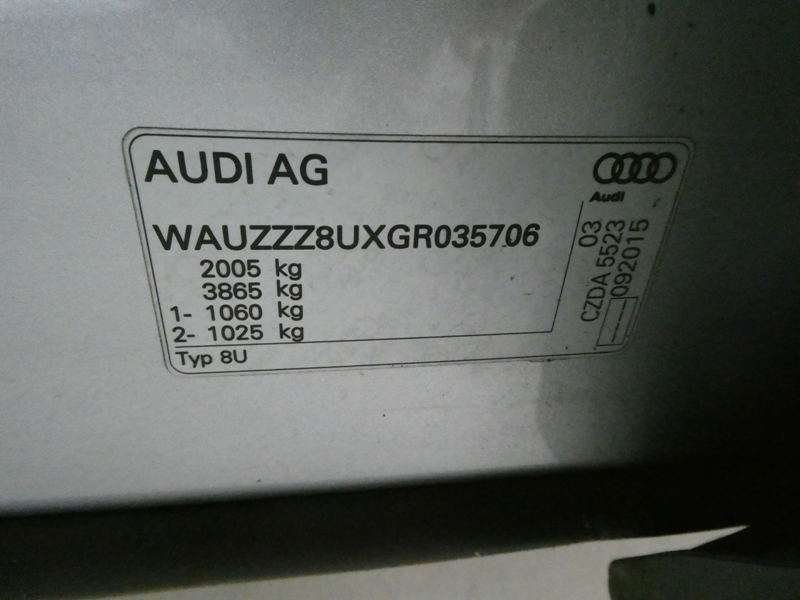 AUDI AG
Audi
WAUZZZ8UXGR035706
2005 kg
3865 kg
1- 1060 kg
2- 1025 kg
Typ 8U
03
CZDA 5523
092015